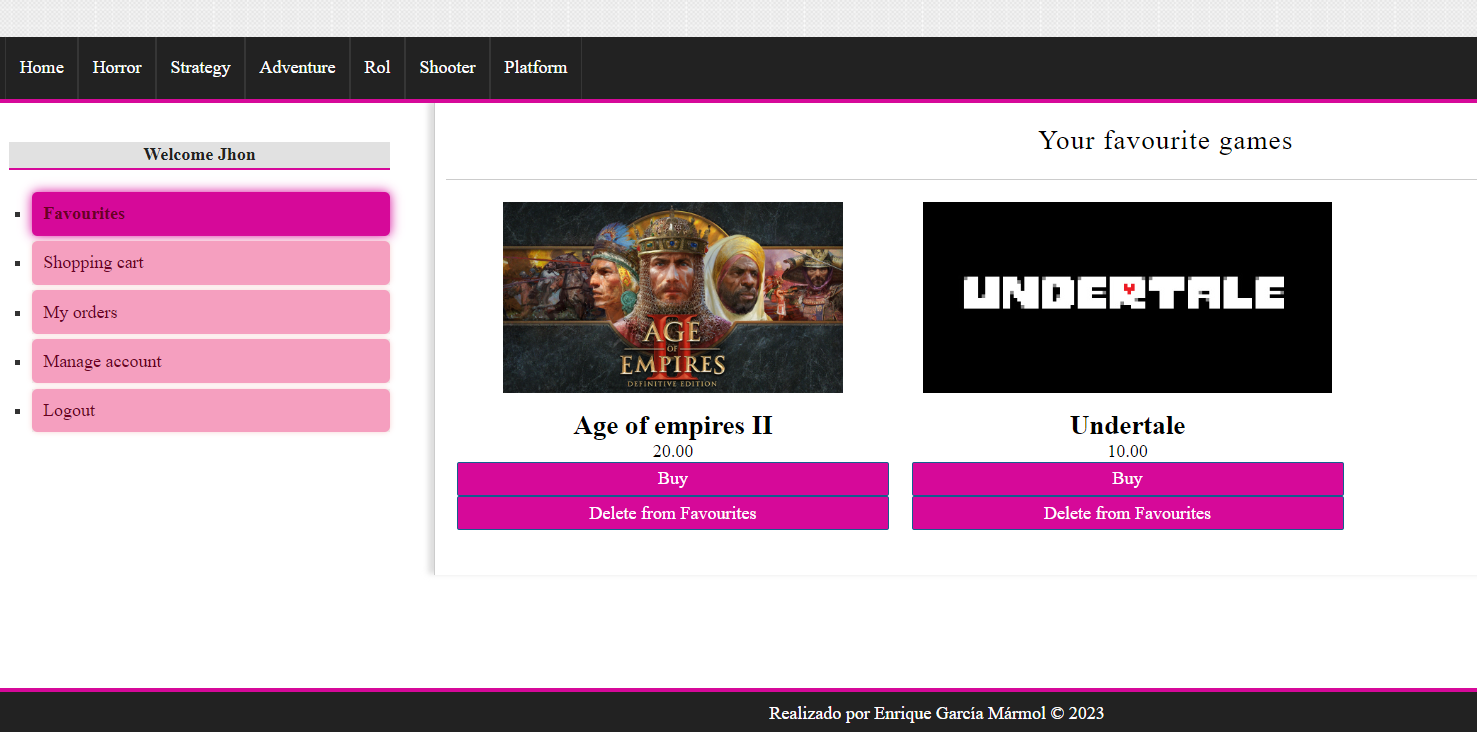 Home Horror Strategy Adventure Rol Shooter Platform
Welcome Jhon
Favourites
Shopping cart
My orders
Manage account
Logout
Your favourite games
AGE
OF
II
EMPIRES
DEFINITIVE EDITION
Age of empires II
20.00
Buy
Delete from Favourites
UNDERTALE
Undertale
10.00
Buy
Delete from Favourites
Realizado por Enrique García Mármol © 2023